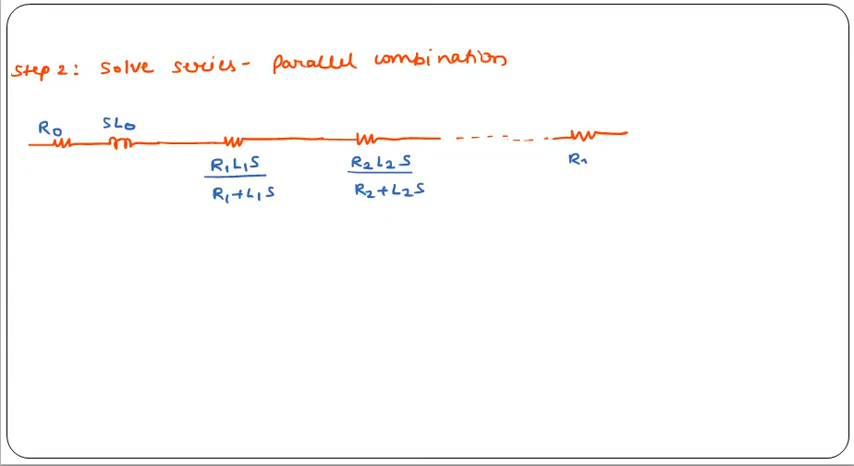 Step 2: Solve series- parallel combination
R0 SL0
R1L1S R2L2S R
R1+L1S R2+L2S